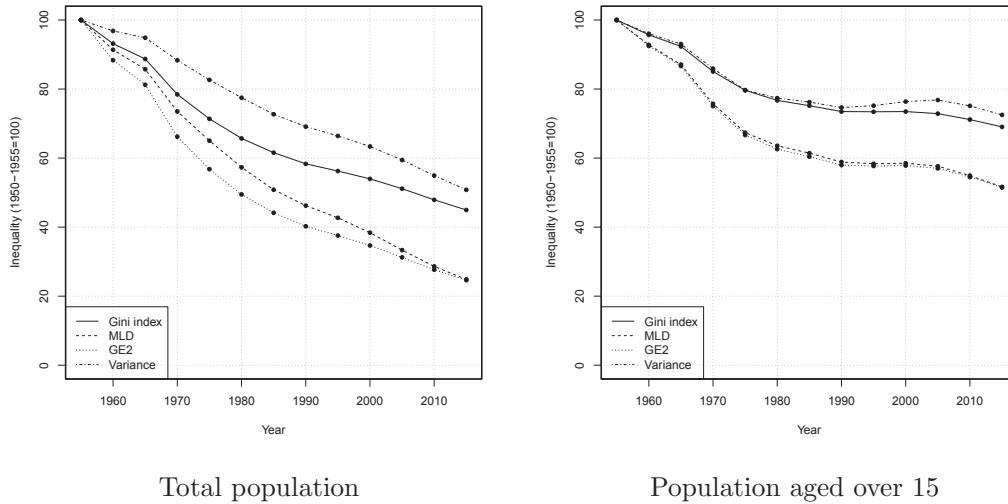 Inequality (1950−1955=100)
100
80
60
40
20
0
Gini index
MLD
GE2
Variance
1960 1970 1980 1990 2000 2010
Year
Total population
Inequality (1950−1955=100)
100
80
60
40
20
0
Gini index
MLD
GE2
Variance
1960 1970 1980 1990 2000 2010
Year
Population aged over 15